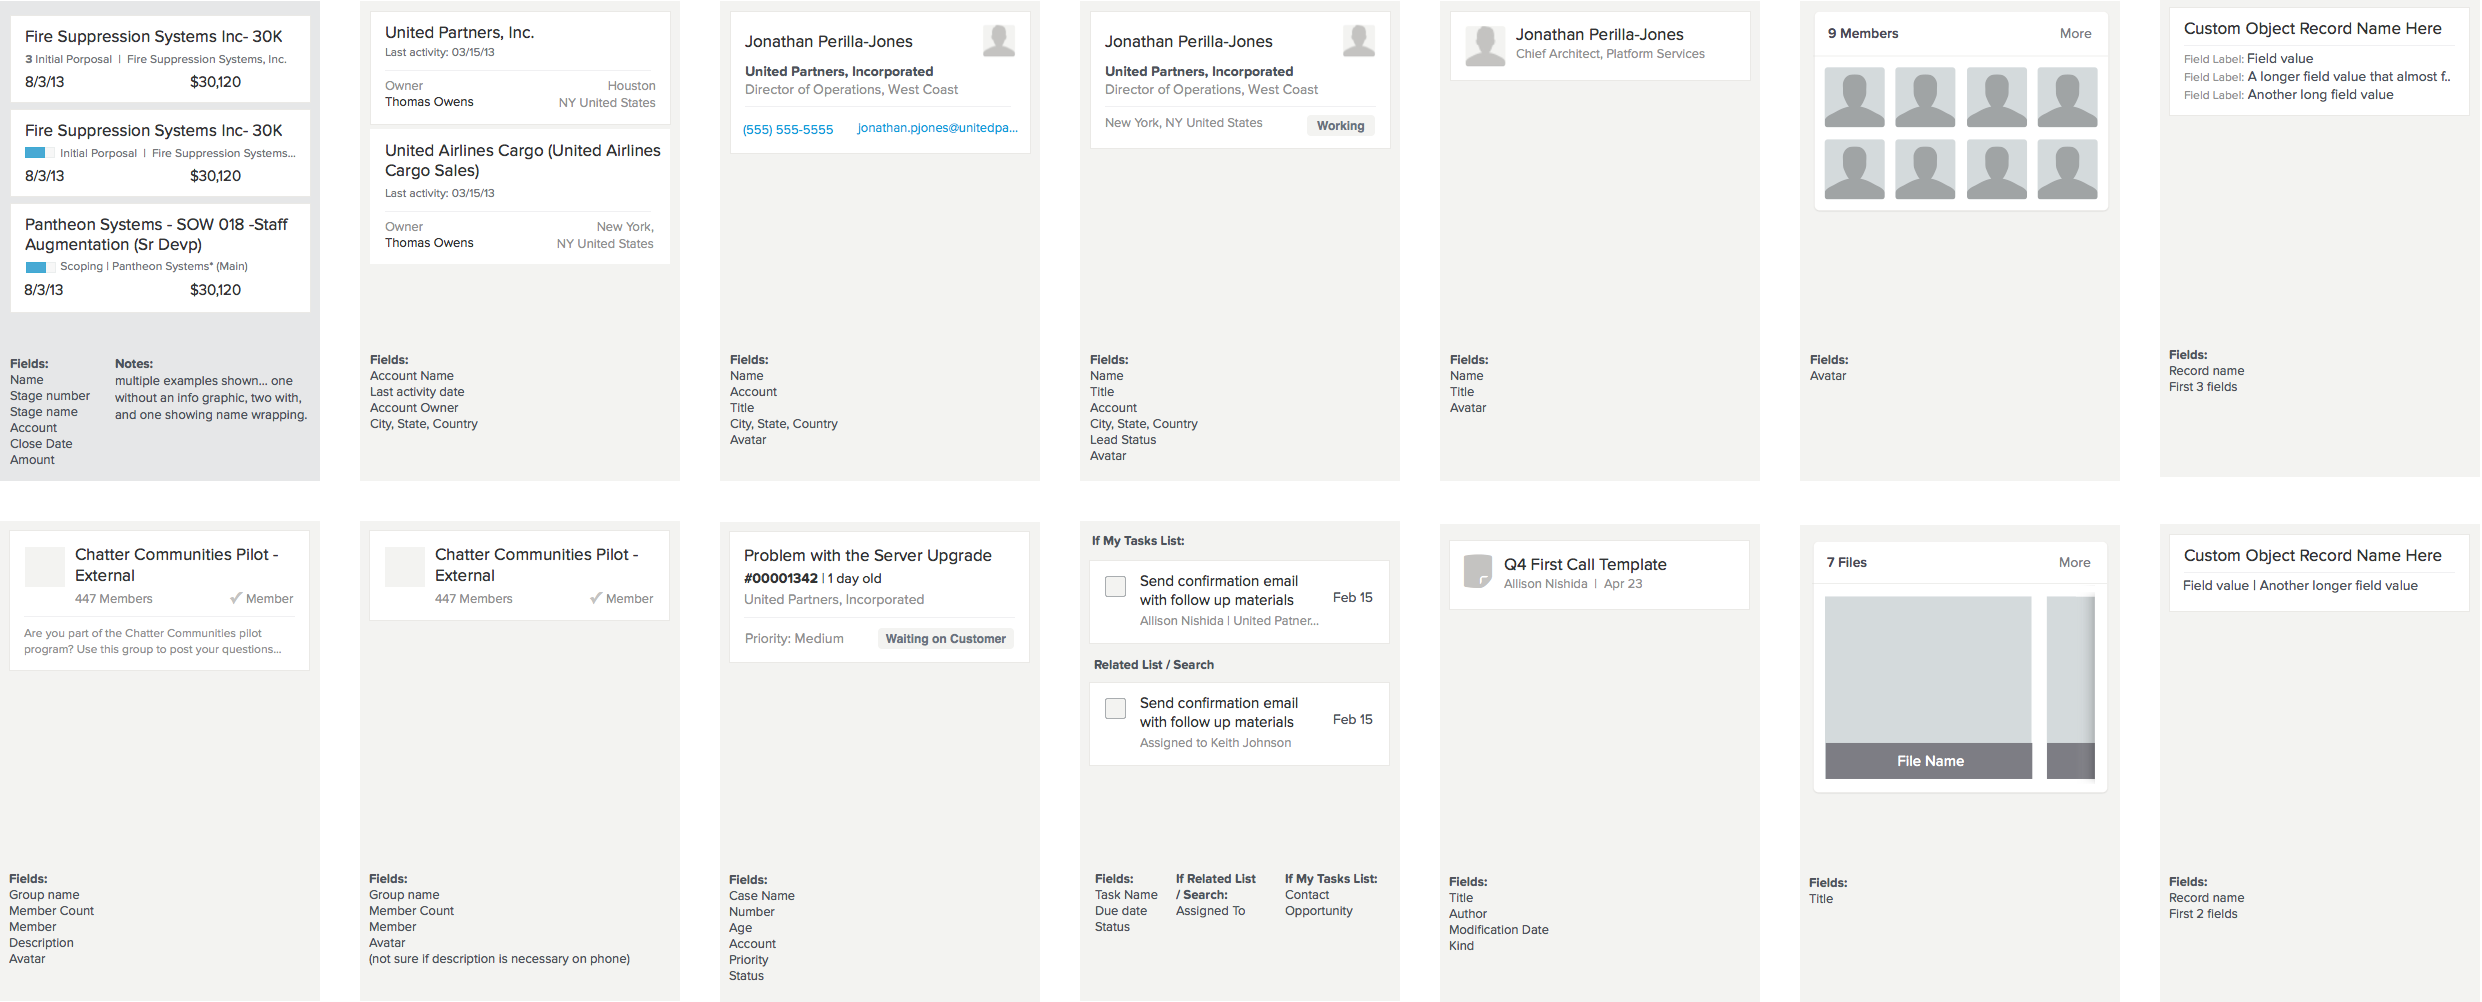 Fire Suppression Systems Inc- 30K
3 Initial Porposal | Fire Suppression Systems, Inc.
8/3/13 $30,120
Fire Suppression Systems Inc- 30K
Initial Porposal | Fire Suppression Systems...
8/3/13 $30,120
Pantheon Systems - SOW 018 -Staff
Augmentation (Sr Devp)
Scoping | Pantheon Systems* (Main)
8/3/13 $30,120
Fields:
Name
Stage number
Stage name
Account
Close Date
Amount
Notes:
multiple examples shown... one
without an info graphic, two with,
and one showing name wrapping.
United Partners, Inc.
Last activity: 03/15/13
Owner Houston
Thomas Owens NY United States
United Airlines Cargo (United Airlines
Cargo Sales)
Last activity: 03/15/13
Owner New York,
Thomas Owens NY United States
Fields:
Account Name
Last activity date
Account Owner
City, State, Country
Jonathan Perilla-Jones
United Partners, Incorporated
Director of Operations, West Coast
(555) 555-5555 jonathan.pjones@unitedpa...
Fields:
Name
Account
Title
City, State, Country
Avatar
Jonathan Perilla-Jones
United Partners, Incorporated
Director of Operations, West Coast
New York, NY United States Working
Fields:
Name
Title
Account
City, State, Country
Lead Status
Avatar
Jonathan Perilla-Jones
Chief Architect, Platform Services
Fields:
Name
Title
Avatar
9 Members More
Fields:
Avatar
Custom Object Record Name Here
Field Label: Field value
Field Label: A longer field value that almost f..
Field Label: Another long field value
Fields:
Record name
First 3 fields
Chatter Communities Pilot -
External
447 Members Member
Are you part of the Chatter Communities pilot
program? Use this group to post your questions...
Fields:
Group name
Member Count
Member
Description
Avatar
Chatter Communities Pilot -
External
447 Members Member
Fields:
Group name
Member Count
Member
Avatar
(not sure if description is necessary on phone)
Problem with the Server Upgrade
#00001342 | 1 day old
United Partners, Incorporated
Priority: Medium Waiting on Customer
Fields:
Case Name
Number
Age
Account
Priority
Status
If My Tasks List:
Send confirmation email
with follow up materials
Feb 15
Allison Nishida | United Patner...
Related List / Search
Send confirmation email
with follow up materials
Feb 15
Assigned to Keith Johnson
Fields:
Task Name
Due date
Status
If Related List
/ Search:
Assigned To
If My Tasks List:
Contact
Opportunity
Q4 First Call Template
Allison Nishida | Apr 23
Fields:
Title
Author
Modification Date
Kind
7 Files More
File Name
Fields:
Title
Custom Object Record Name Here
Field value | Another longer field value
Fields:
Record name
First 2 fields